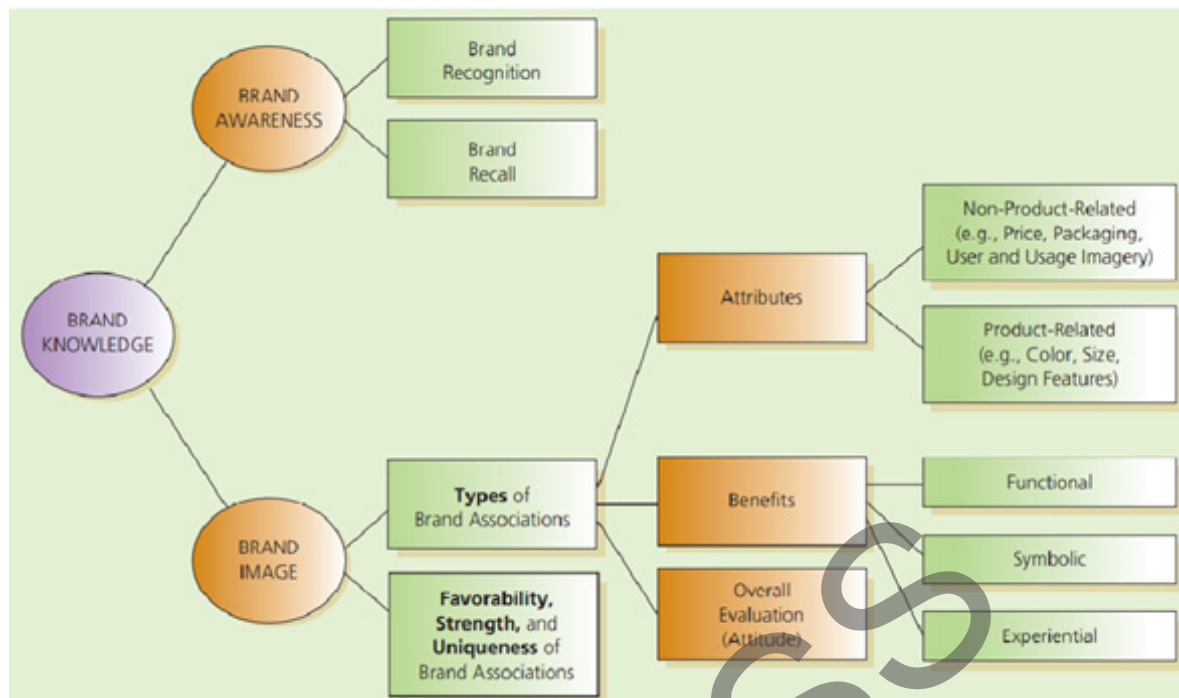 BRAND
KNOWLEDGE
BRAND
AWARENESS
Brand
Recognition
Brand
Recall
BRAND
IMAGE
Types of
Brand Associations
Favorability,
Strength, and
Uniqueness of
Brand Associations
Attributes
Non-Product-Related
(e.g., Price, Packaging,
User and Usage Imagery)
Product-Related
(e.g., Color, Size,
Design Features)
Benefits
Functional
Symbolic
Experiential
Overall
Evaluation
(Attitude)
SS